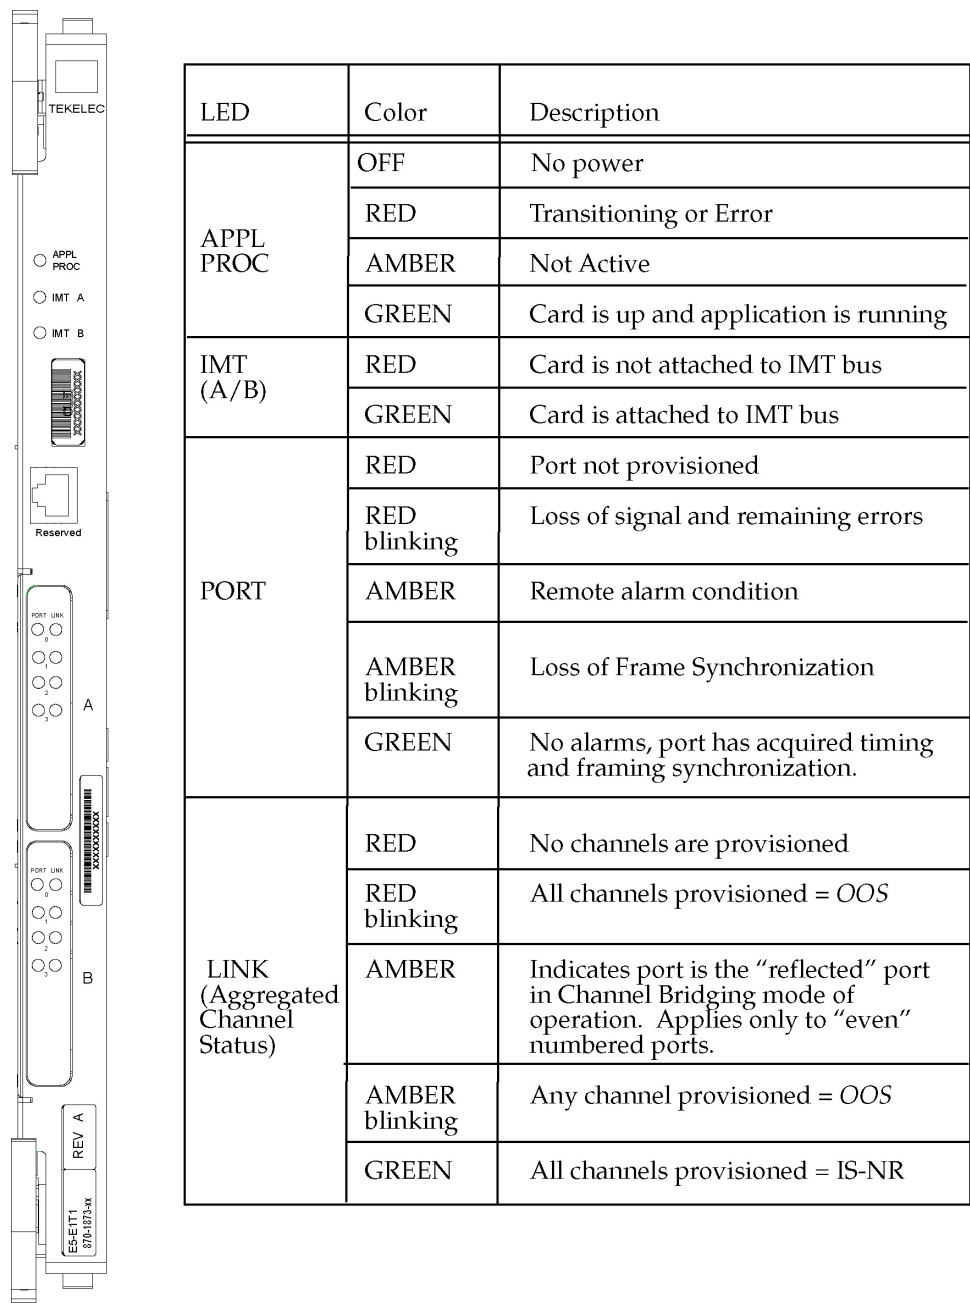 TEKELEC
APPL
PROC
IMT A
IMT B
XXXXXXXXXX
Reserved
PORT LINK
0
1
2
3
A
XXXXXXXXXX
PORT LINK
0
1
2
3
B
REV A
E5-E1T1
870-1873-xx
LED Color Description
APPL
PROC
OFF No power
RED Transitioning or Error
AMBER Not Active
GREEN Card is up and application is running
IMT
(A/B)
RED Card is not attached to IMT bus
GREEN Card is attached to IMT bus
PORT
RED Port not provisioned
RED
blinking
Loss of signal and remaining errors
AMBER Remote alarm condition
AMBER
blinking
Loss of Frame Synchronization
GREEN No alarms, port has acquired timing
and framing synchronization.
LINK
(Aggregated
Channel
Status)
RED No channels are provisioned
RED
blinking
All channels provisioned = OOS
AMBER Indicates port is the “reflected” port
in Channel Bridging mode of
operation. Applies only to “even”
numbered ports.
AMBER
blinking
Any channel provisioned = OOS
GREEN All channels provisioned = IS-NR